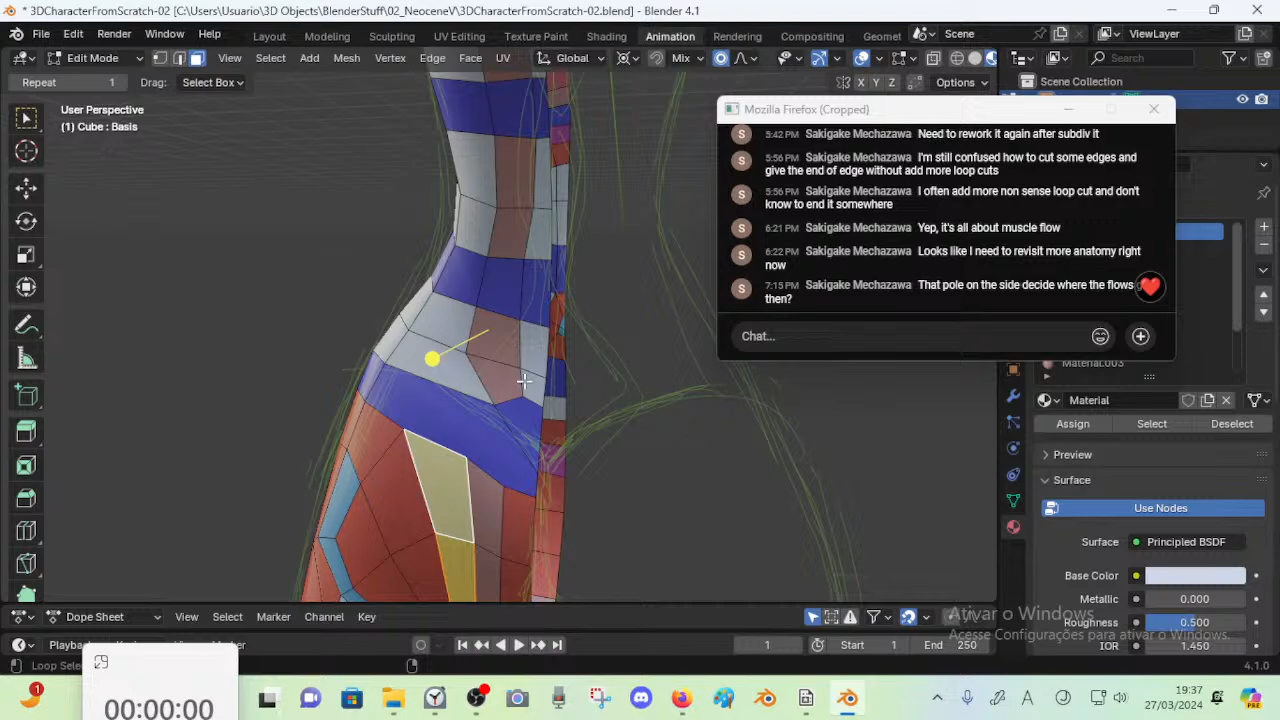 * 3DCharacterFromScratch-02 [C:\Users\Usuario\3D Objects\BlenderStuff\02_NeoceneV\3DCharacterFromScratch-02.blend] - Blender 4.1
File Edit Render Window Help Layout Modeling Sculpting UV Editing Texture Paint Shading Animation Rendering Compositing Geomet Scene ViewLayer
Edit Mode View Select Add Mesh Vertex Edge Face UV Global Mix Search
Repeat 1 Drag: Select Box X Y Z Options Scene Collection
User Perspective
(1) Cube : Basis
Mozilla Firefox (Cropped)
5:42 PM Sakigake Mechazawa Need to rework it again after subdiv it
5:56 PM Sakigake Mechazawa I'm still confused how to cut some edges and
give the end of edge without add more loop cuts
5:56 PM Sakigake Mechazawa I often add more non sense loop cut and don't
know to end it somewhere
6:21 PM Sakigake Mechazawa Yep, it's all about muscle flow
6:22 PM Sakigake Mechazawa Looks like I need to revisit more anatomy right
now
7:15 PM Sakigake Mechazawa That pole on the side decide where the flows
then?
Chat...
Material.003
Material
Assign Select Deselect
Preview
Surface
Use Nodes
Surface Principled BSDF
Base Color
Metallic 0.000
Roughness 0.500
IOR 1.450
Dope Sheet View Select Marker Channel Key
Start 1 End 250
1
Ativar o Windows
Acesse Configurações para ativar o Windows.
4.1.0
00:00:00
1
19:37
27/03/2024
PRE